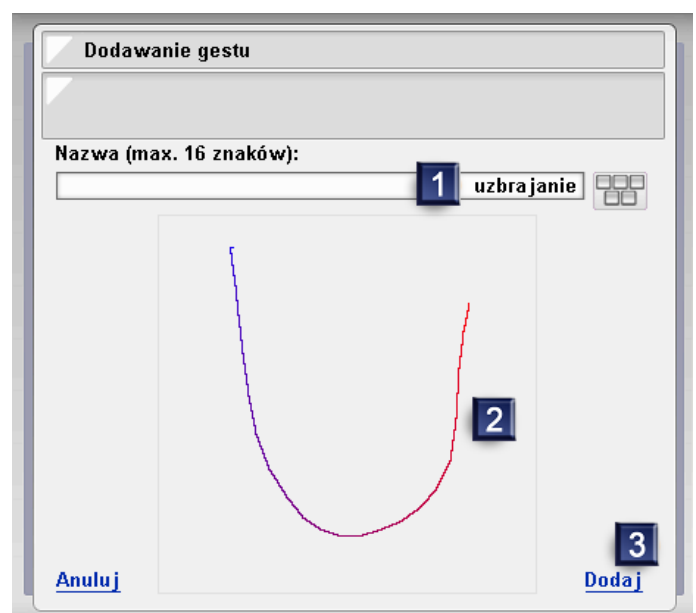 Dodawanie gestu
Nazwa (max. 16 znaków):
1 uzbrajanie
2
3
Anuluj Dodaj